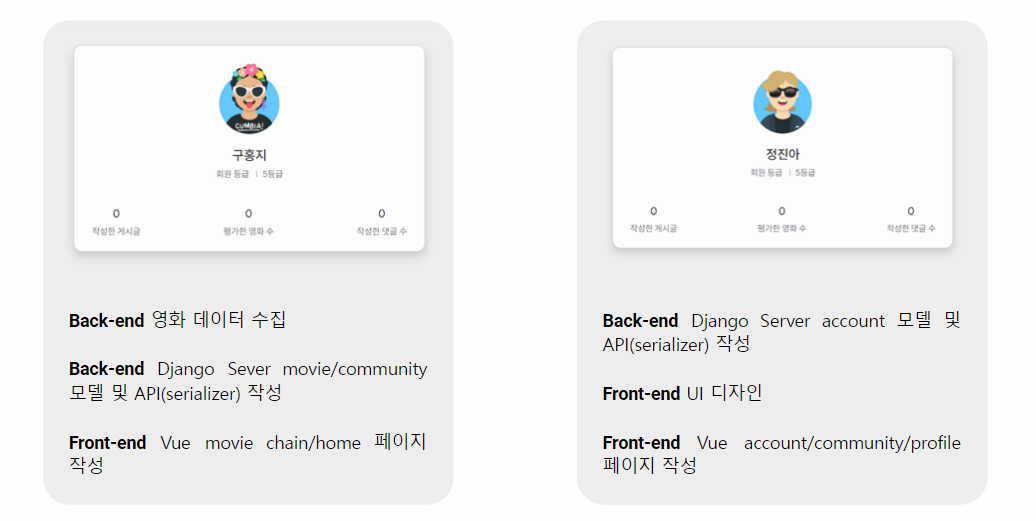 CUMBIA!
구홍지
회원 등급 | 5등급
0 0 0
작성한 게시글 평가한 영화 수 작성한 댓글 수
Back-end 영화 데이터 수집
Back-end Django Sever movie/community
모델 및 API(serializer) 작성
Front-end Vue movie chain/home 페이지
작성
정진아
회원 등급 | 5등급
0 0 0
작성한 게시글 평가한 영화 수 작성한 댓글 수
Back-end Django Server account 모델 및
API(serializer) 작성
Front-end UI 디자인
Front-end Vue account/community/profile
페이지 작성